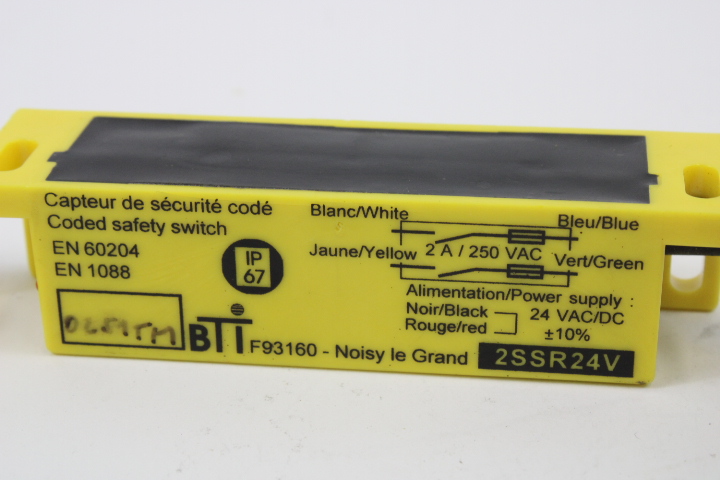 Capteur de sécurité codé
Coded safety switch
EN 60204
EN 1088
IP
67
BTi
F93160 - Noisy le Grand
Blanc/White
Bleu/Blue
Jaune/Yellow
2 A / 250 VAC
Vert/Green
Alimentation/Power supply :
Noir/Black
Rouge/red
24 VAC/DC
±10%
2SSR24V